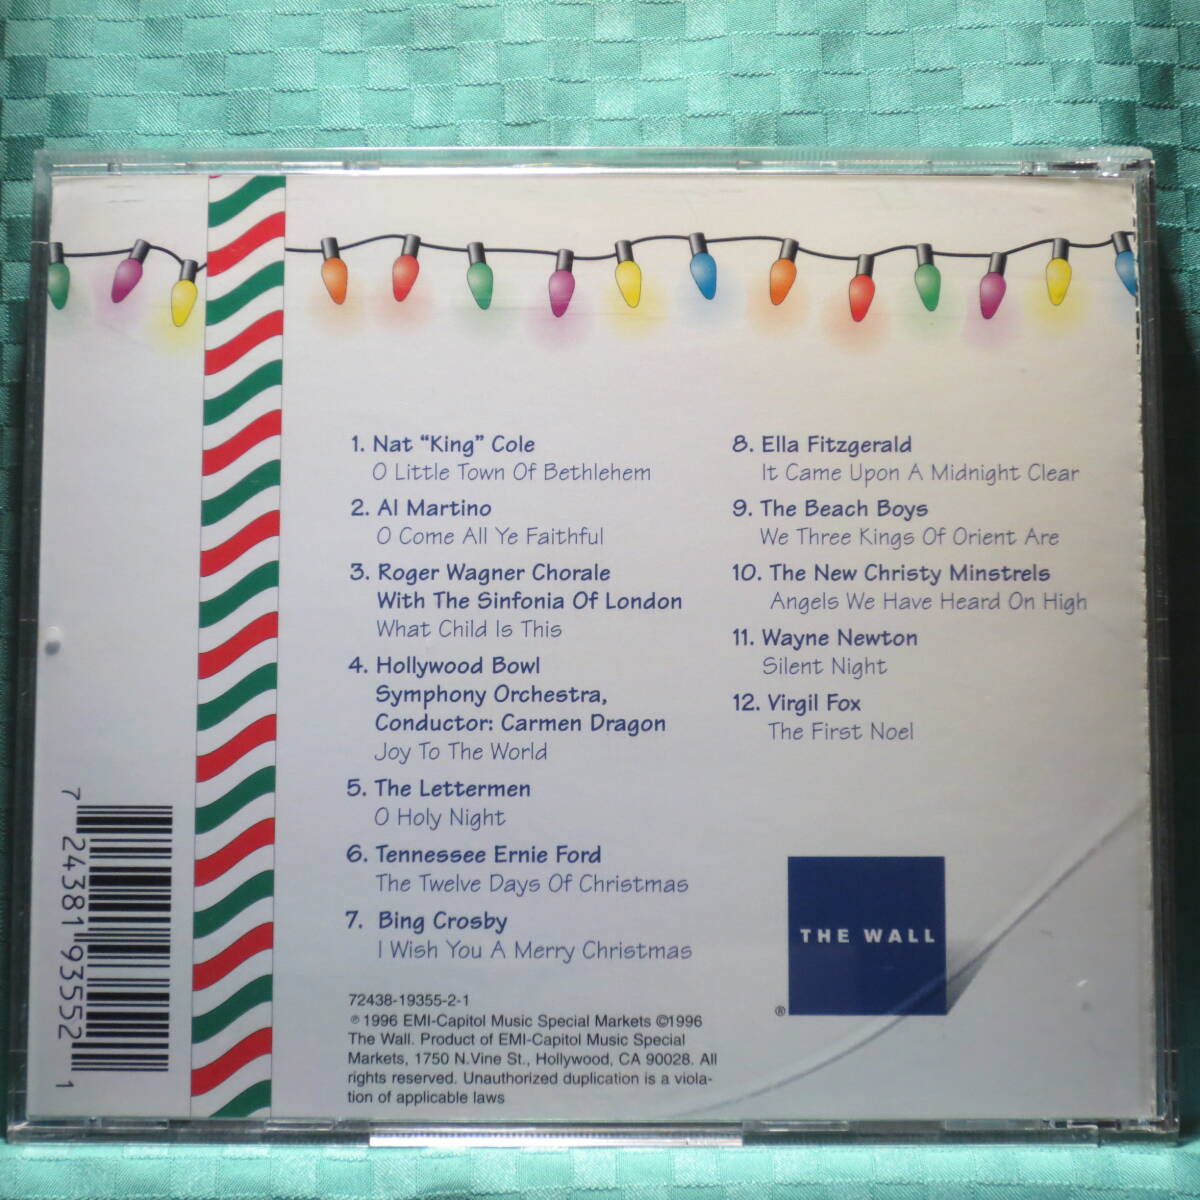 1. Nat “King” Cole
O Little Town Of Bethlehem
2. Al Martino
O Come All Ye Faithful
3. Roger Wagner Chorale
With The Sinfonia Of London
What Child Is This
4. Hollywood Bowl
Symphony Orchestra,
Conductor: Carmen Dragon
Joy To The World
5. The Lettermen
O Holy Night
6. Tennessee Ernie Ford
The Twelve Days Of Christmas
7. Bing Crosby
I Wish You A Merry Christmas
8. Ella Fitzgerald
It Came Upon A Midnight Clear
9. The Beach Boys
We Three Kings Of Orient Are
10. The New Christy Minstrels
Angels We Have Heard On High
11. Wayne Newton
Silent Night
12. Virgil Fox
The First Noel
THE WALL
®
72438-19355-2-1
℗ 1996 EMI-Capitol Music Special Markets ©1996
The Wall. Product of EMI-Capitol Music Special
Markets, 1750 N.Vine St., Hollywood, CA 90028. All
rights reserved. Unauthorized duplication is a viola-
tion of applicable laws
7 24381 93552 1